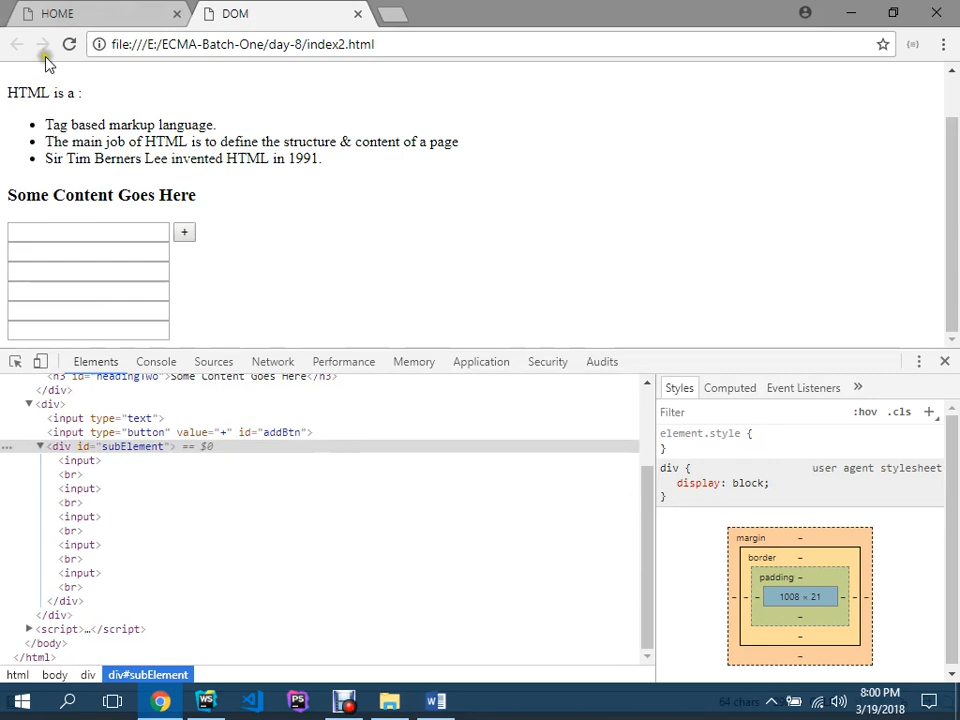 HOME
DOM
file:///E:/ECMA-Batch-One/day-8/index2.html
HTML is a :
Tag based markup language.
The main job of HTML is to define the structure & content of a page
Sir Tim Berners Lee invented HTML in 1991.
Some Content Goes Here
+
Elements Console Sources Network Performance Memory Application Security Audits
<h3 id="headingTwo">Some Content Goes Here</h3>
</div>
<div>
<input type="text">
<input type="button" value="+" id="addBtn">
<div id="subElement"> == $0
<input>
<br>
<input>
<br>
<input>
<br>
<input>
<br>
<input>
<br>
</div>
</div>
<script>…</script>
</body>
</html>
html body div div#subElement
Styles Computed Event Listeners »
Filter :hov .cls +
element.style {
}
div { user agent stylesheet
display: block;
}
margin -
border -
padding -
- - - 1008 × 21 - - -
-
-
-
64 chars
8:00 PM
3/19/2018